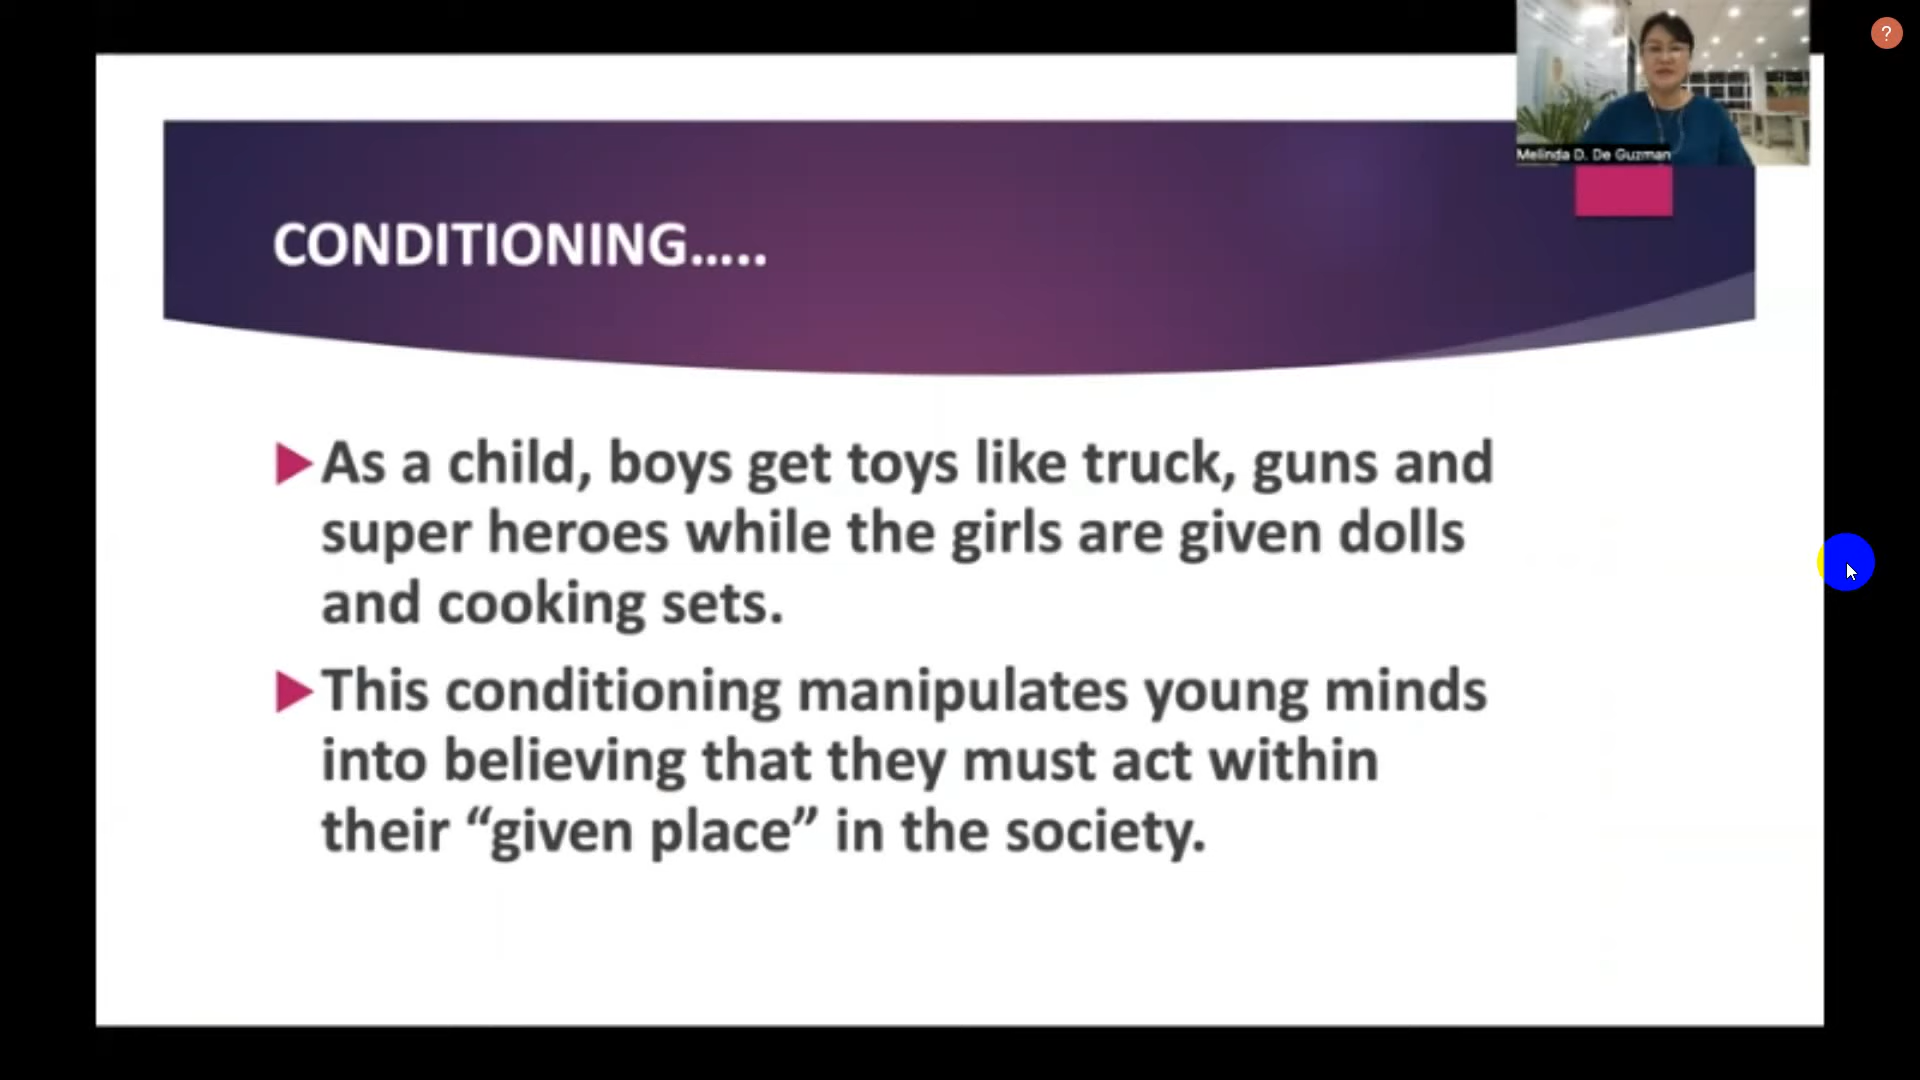 ?
Melinda D. De Guzman
CONDITIONING.....
As a child, boys get toys like truck, guns and
super heroes while the girls are given dolls
and cooking sets.
This conditioning manipulates young minds
into believing that they must act within
their “given place” in the society.